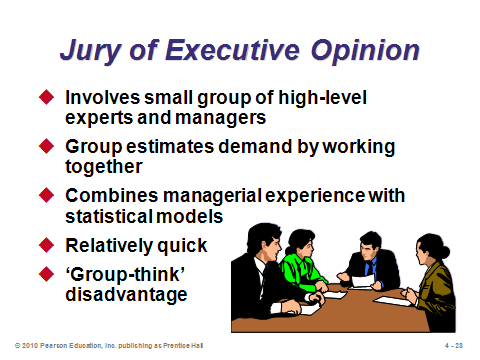 Jury of Executive Opinion
Involves small group of high-level
experts and managers
Group estimates demand by working
together
Combines managerial experience with
statistical models
Relatively quick
‘Group-think’
disadvantage
© 2010 Pearson Education, Inc. publishing as Prentice Hall
4 - 28